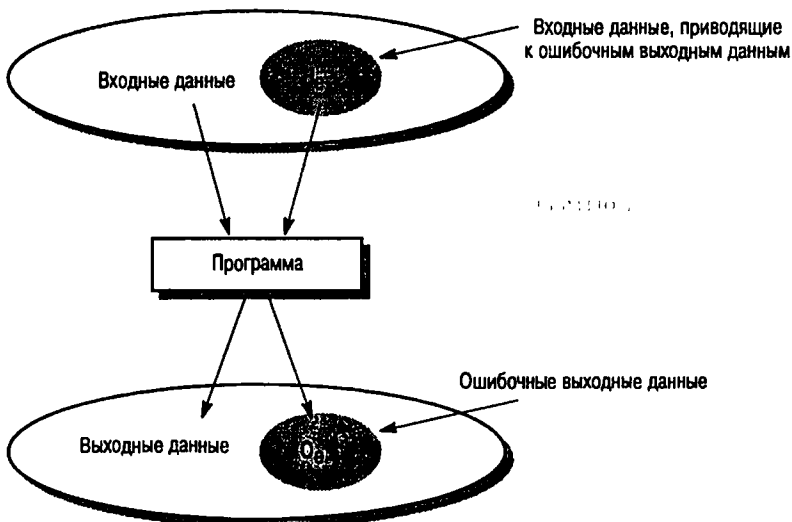 Входные данные, приводящие
к ошибочным выходным данным
Входные данные
Программа
Ошибочные выходные данные
Выходные данные